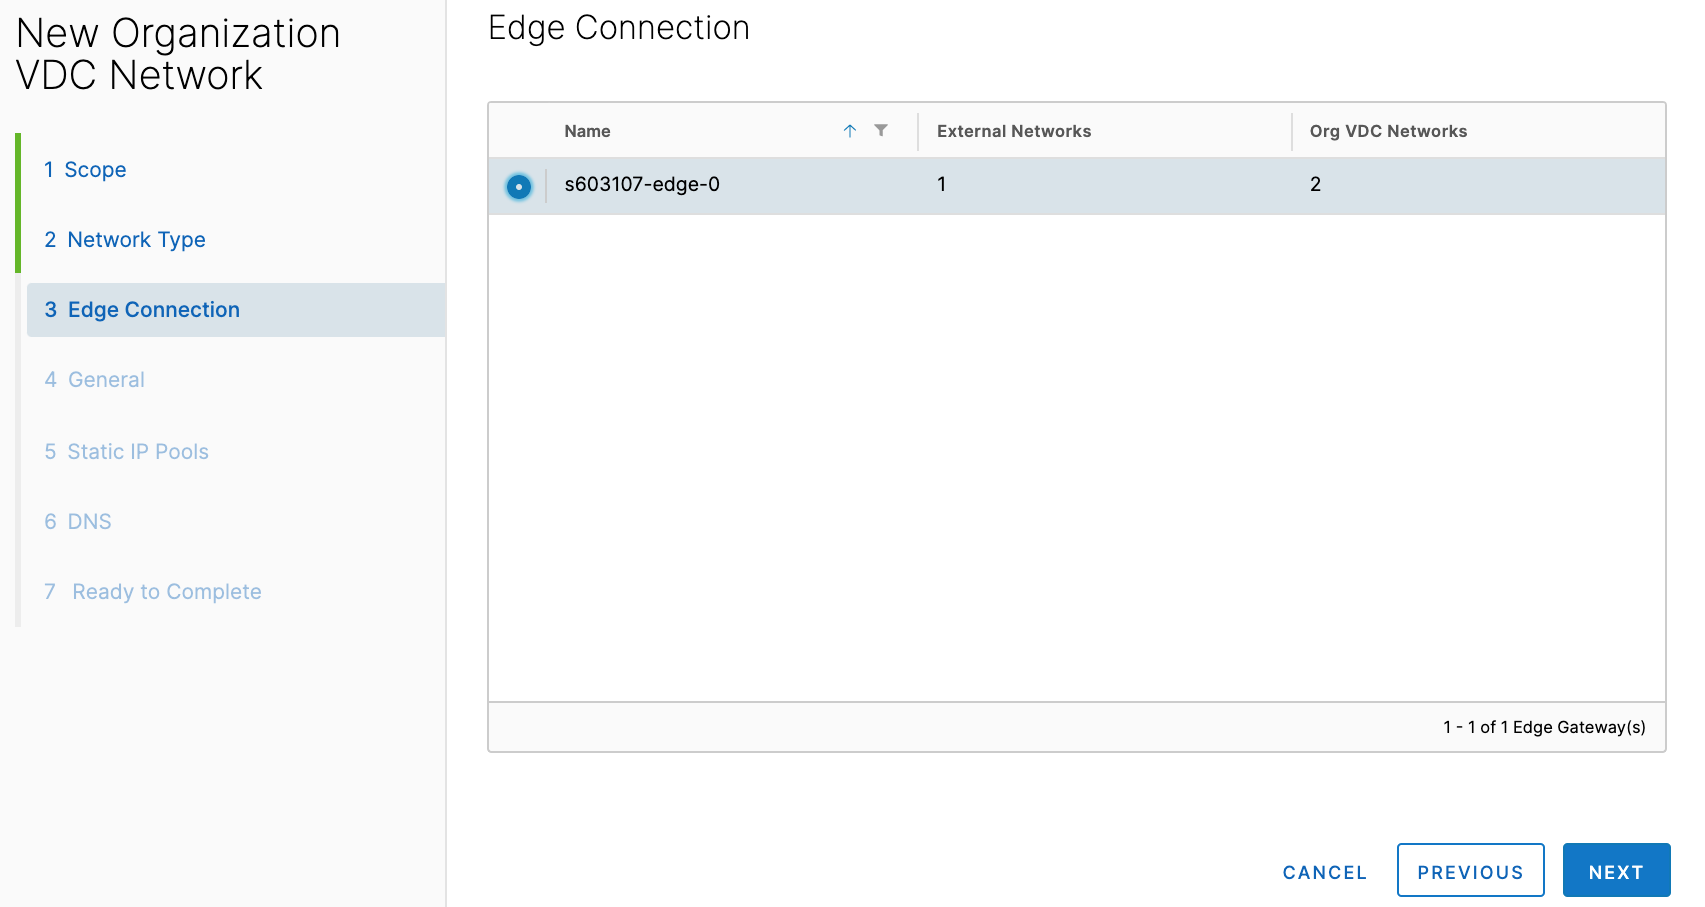 New Organization
VDC Network
1 Scope
2 Network Type
3 Edge Connection
4 General
5 Static IP Pools
6 DNS
7 Ready to Complete
Edge Connection
Name External Networks Org VDC Networks
s603107-edge-0 1 2
1 - 1 of 1 Edge Gateway(s)
CANCEL PREVIOUS NEXT